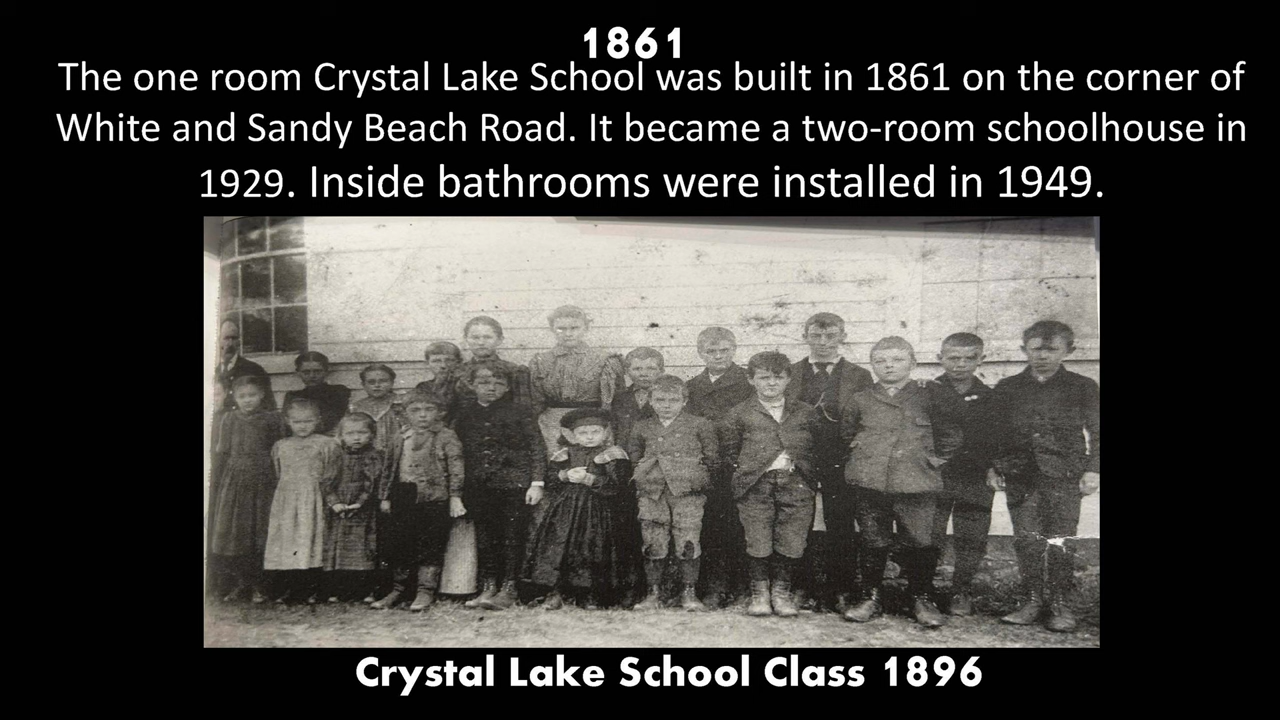 1861
The one room Crystal Lake School was built in 1861 on the corner of
White and Sandy Beach Road. It became a two-room schoolhouse in
1929. Inside bathrooms were installed in 1949.
Crystal Lake School Class 1896